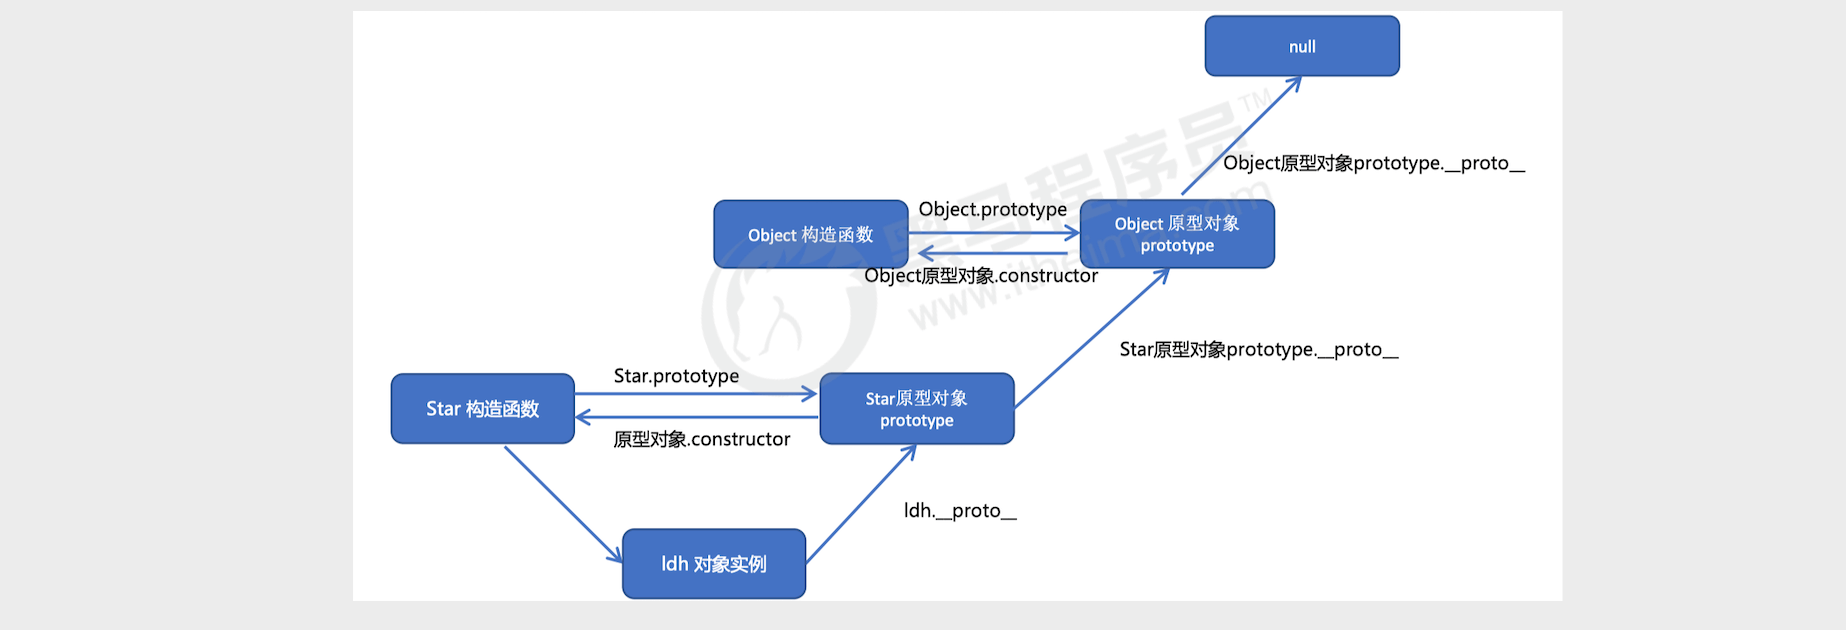 null
Object原型对象prototype.__proto__
Object.prototype
Object 构造函数
Object 原型对象
prototype
Object原型对象.constructor
Star原型对象prototype.__proto__
Star.prototype
Star 构造函数
Star原型对象
prototype
原型对象.constructor
ldh.__proto__
ldh 对象实例
黑马程序员™
www.itheima.com